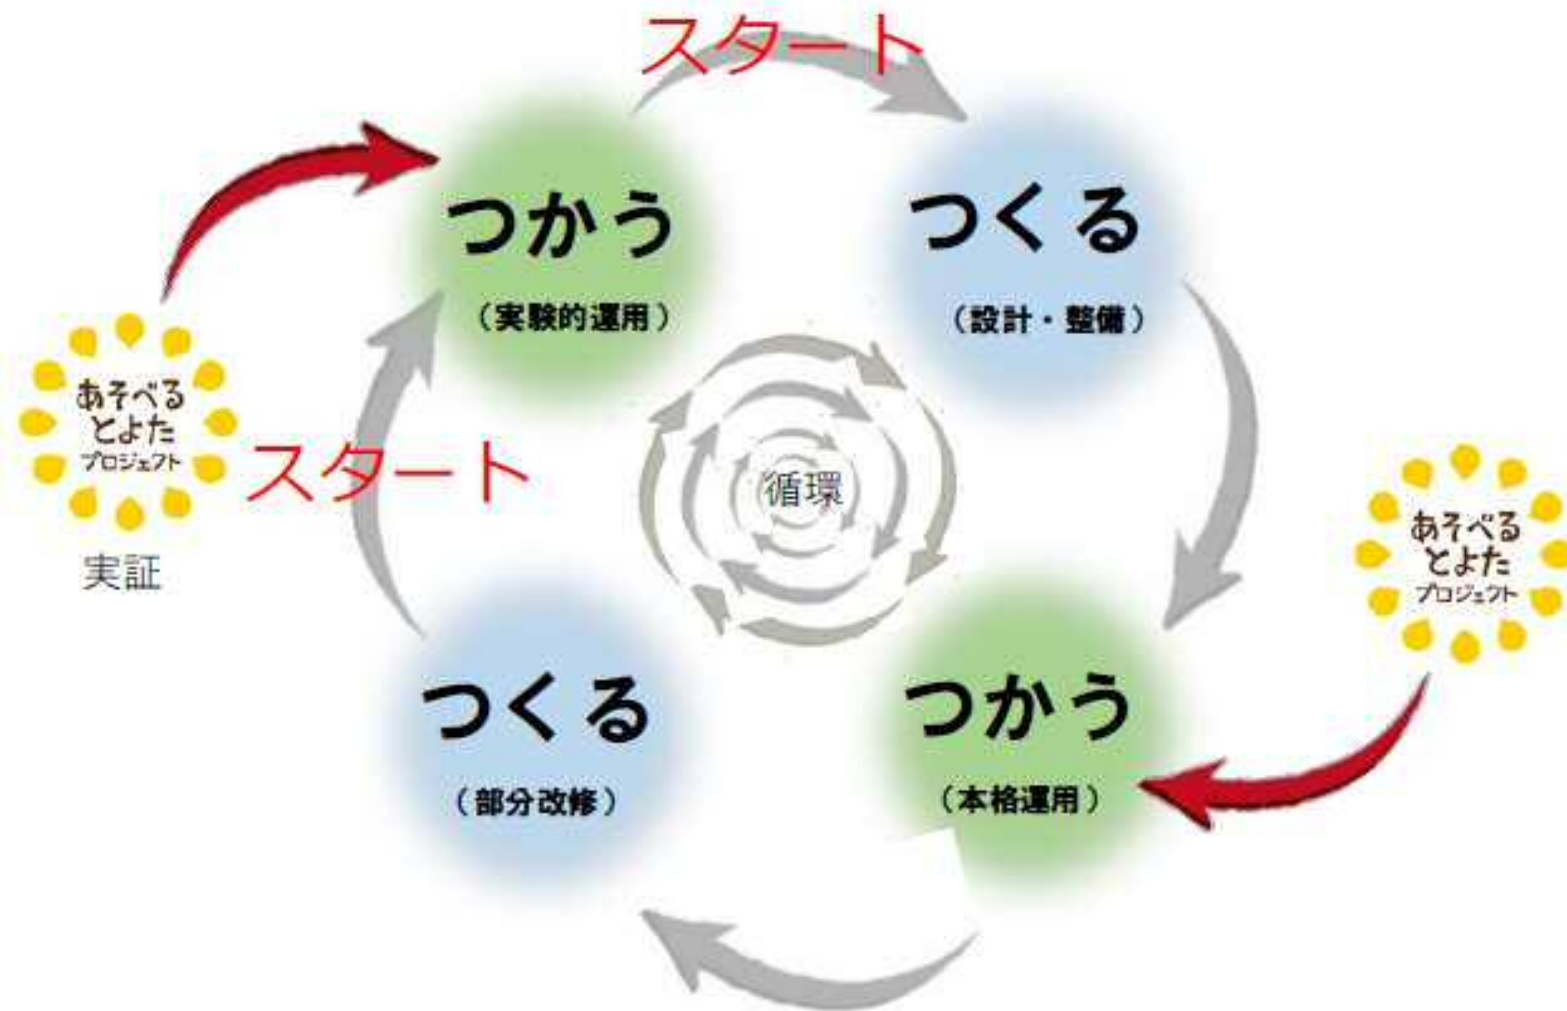 スタート
つかう
（実験的運用）
つくる
（設計・整備）
あそべる
とよた
プロジェクト
実証
スタート
循環
あそべる
とよた
プロジェクト
つくる
（部分改修）
つかう
（本格運用）